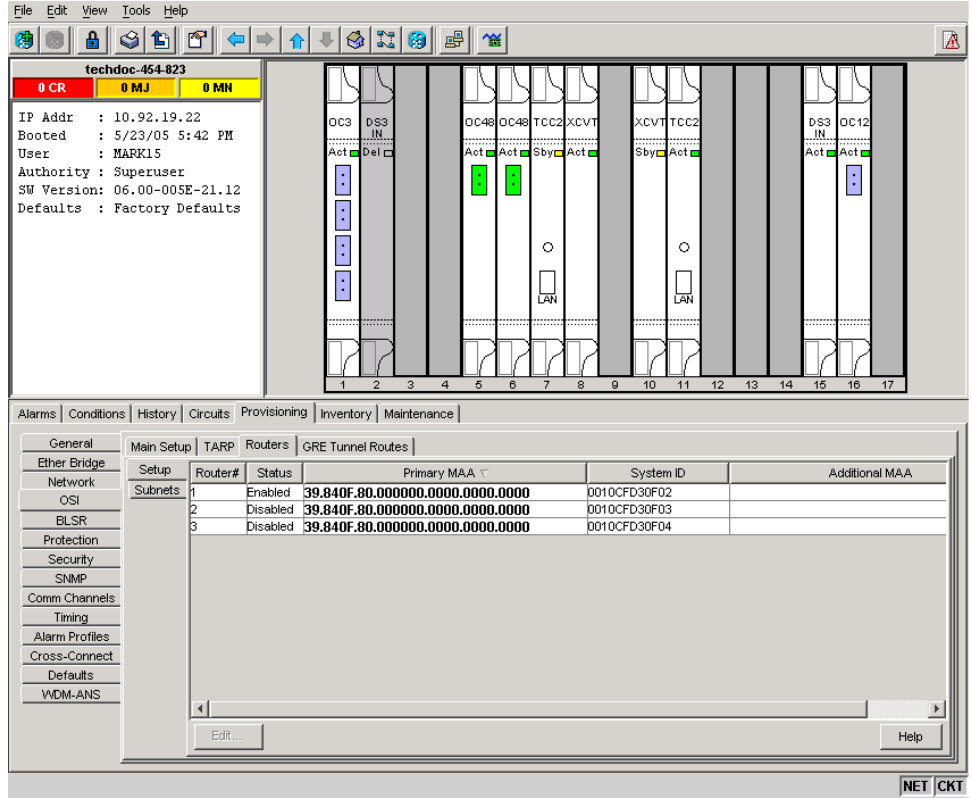 File Edit View Tools Help
techdoc-454-823
0 CR 0 MJ 0 MN
IP Addr : 10.92.19.22
Booted : 5/23/05 5:42 PM
User : MARK15
Authority : Superuser
SW Version: 06.00-005E-21.12
Defaults : Factory Defaults
OC3 DS3 IN OC48 OC48 TCC2 XCVT XCVT TCC2 DS3 IN OC12
Act Del Act Act Sby Act Sby Act Act Act
LAN LAN
1 2 3 4 5 6 7 8 9 10 11 12 13 14 15 16 17
Alarms Conditions History Circuits Provisioning Inventory Maintenance
General
Ether Bridge
Network
OSI
BLSR
Protection
Security
SNMP
Comm Channels
Timing
Alarm Profiles
Cross-Connect
Defaults
WDM-ANS
Main Setup TARP Routers GRE Tunnel Routes
Setup
Subnets
Router# Status Primary MAA System ID Additional MAA
1 Enabled 39.840F.80.000000.0000.0000.0000 0010CFD30F02
2 Disabled 39.840F.80.000000.0000.0000.0000 0010CFD30F03
3 Disabled 39.840F.80.000000.0000.0000.0000 0010CFD30F04
Edit... Help
NET CKT